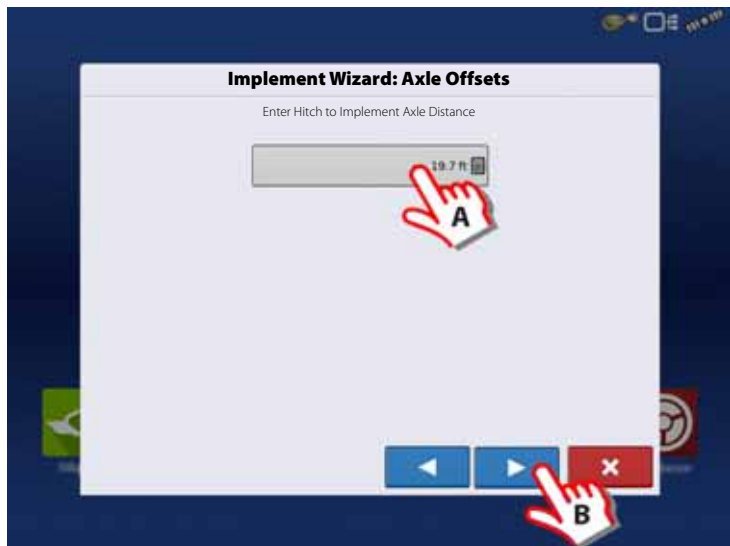 Implement Wizard: Axle Offsets
Enter Hitch to Implement Axle Distance
19.7 ft
A
B